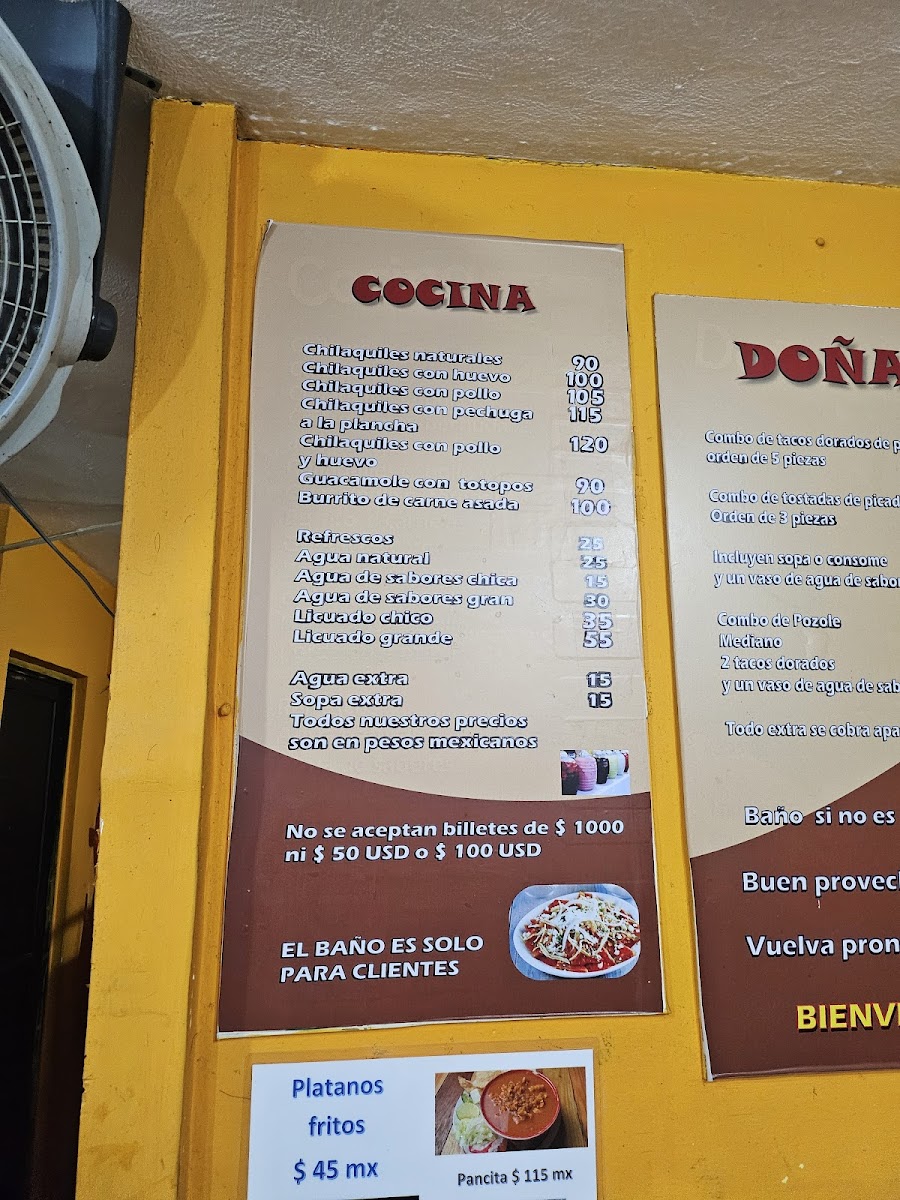 COCINA
Chilaquiles naturales 90
Chilaquiles con huevo 100
Chilaquiles con pollo 105
Chilaquiles con pechuga 115
a la plancha
Chilaquiles con pollo 120
y huevo
Guacamole con totopos 90
Burrito de carne asada 100
Refrescos 25
Agua natural 25
Agua de sabores chica 15
Agua de sabores gran 30
Licuado chico 35
Licuado grande 55
Agua extra 15
Sopa extra 15
Todos nuestros precios
son en pesos mexicanos
No se aceptan billetes de $ 1000
ni $ 50 USD o $ 100 USD
EL BAÑO ES SOLO
PARA CLIENTES
DOÑA
Combo de tacos dorados de p
orden de 5 piezas
Combo de tostadas de picad
Orden de 3 piezas
Incluyen sopa o consome
y un vaso de agua de sabor
Combo de Pozole
Mediano
2 tacos dorados
y un vaso de agua de sab
Todo extra se cobra apa
Baño si no es
Buen provech
Vuelva pron
BIENVE
Platanos
fritos
$ 45 mx
Pancita $ 115 mx